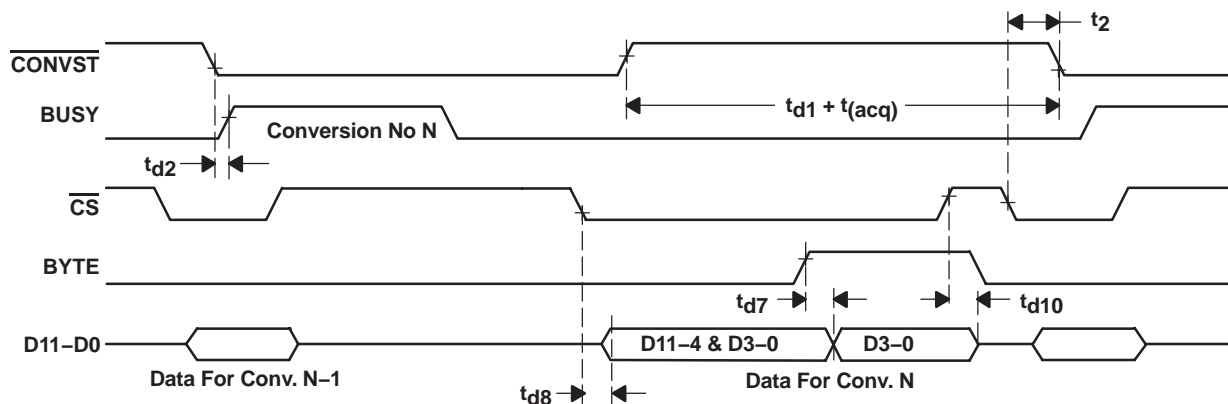 t2
CONVST
td1 + t(acq)
BUSY
Conversion No N
td2
CS
BYTE
td7
td10
D11–D0
D11–4 & D3–0
D3–0
Data For Conv. N–1
Data For Conv. N
td8